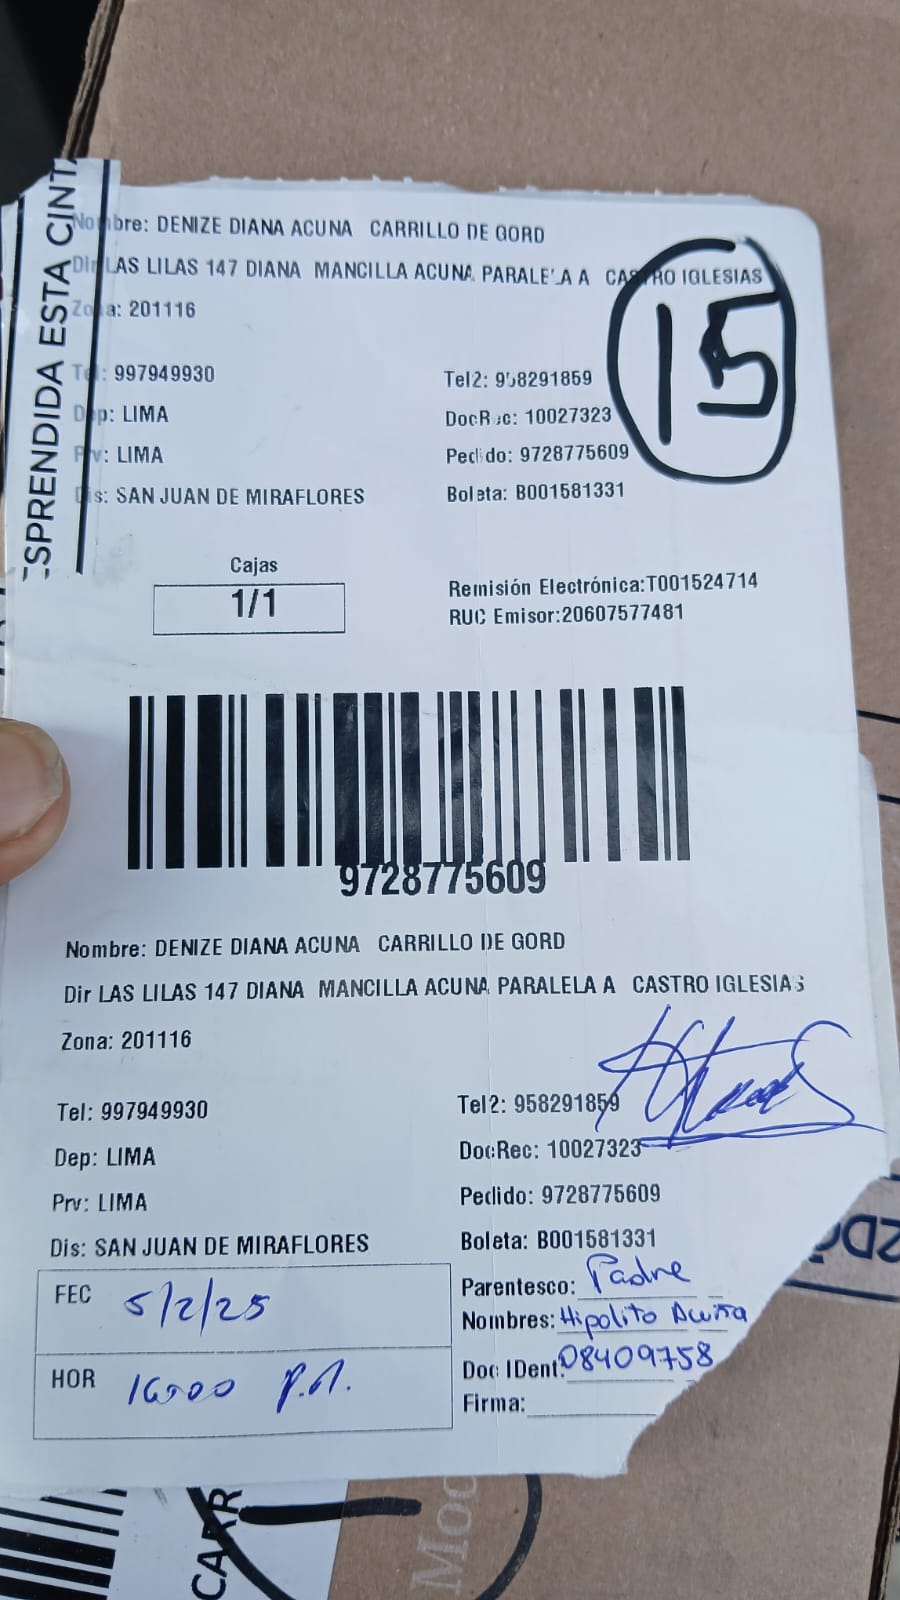 ESPRENDIDA ESTA CINTA
Nombre: DENIZE DIANA ACUNA CARRILLO DE GORD
Dir LAS LILAS 147 DIANA MANCILLA ACUNA PARALELA A CASTRO IGLESIAS
Zona: 201116
15
Tel: 997949930 Tel2: 958291859
Dep: LIMA DocRec: 10027323
Prv: LIMA Pedido: 9728775609
Dis: SAN JUAN DE MIRAFLORES Boleta: B001581331
Cajas
1/1
Remisión Electrónica:T001524714
RUC Emisor:20607577481
9728775609
Nombre: DENIZE DIANA ACUNA CARRILLO DE GORD
Dir LAS LILAS 147 DIANA MANCILLA ACUNA PARALELA A CASTRO IGLESIAS
Zona: 201116
Tel: 997949930 Tel2: 958291859
Dep: LIMA DocRec: 10027323
Prv: LIMA Pedido: 9728775609
Dis: SAN JUAN DE MIRAFLORES Boleta: B001581331
FEC 5/2/25 Parentesco: Padre
Nombres: Hipolito Acuña
HOR 16:00 P.M. Doc IDent: 08409758
Firma:
CARR
Mod